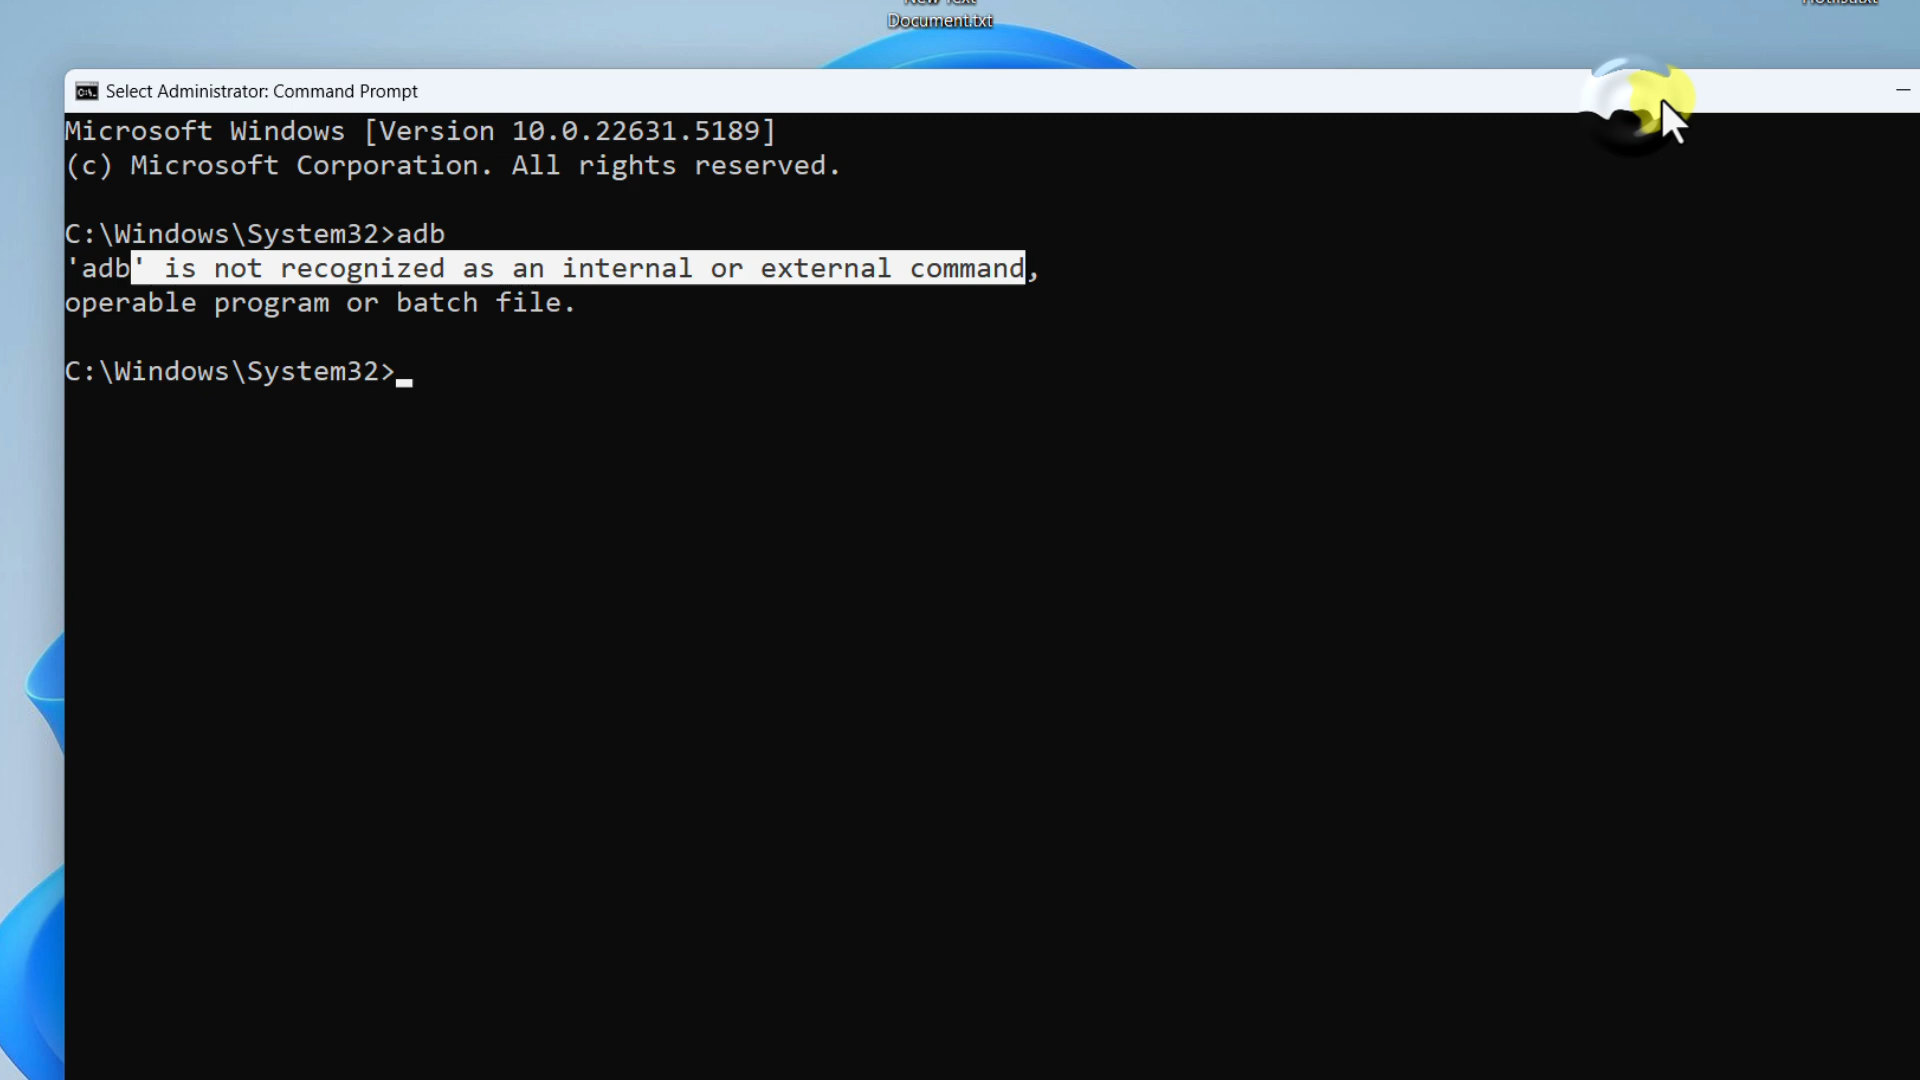 Document.txt
Select Administrator: Command Prompt
Microsoft Windows [Version 10.0.22631.5189]
(c) Microsoft Corporation. All rights reserved.
C:\Windows\System32>adb
'adb' is not recognized as an internal or external command,
operable program or batch file.
C:\Windows\System32>